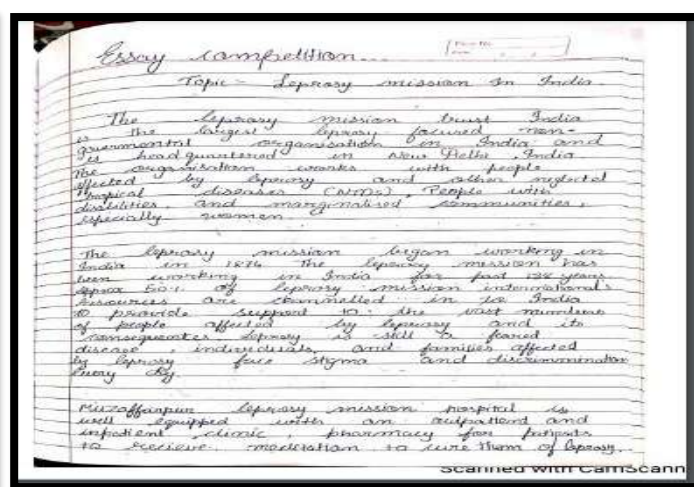 Essay competition...
Page No.
Topic - Leprosy mission In India.
The leprosy mission trust India
is the largest leprosy focused non-
governmental organisation in India and
is head quartered in New Delhi, India
The organisation works with people
affected by leprosy and other neglected
tropical diseases (NTDs), People with
disabilities and marginalised communities,
especially women.
The leprosy mission began working in
India in 1874 The leprosy mission has
been working in India for past years
Approx 50% of leprosy mission international's
resources are channelled in to India
to provide support to the vast numbers
of people affected by leprosy and its
consequences. leprosy is still a feared
disease, individuals and families affected
by leprosy face stigma and discrimination
every day.
Muzaffarpur leprosy mission hospital is
well equipped with an outpatient and
inpatient clinic, pharmacy for patients
to recieve medication to cure them of leprosy.
Scanned with CamScann